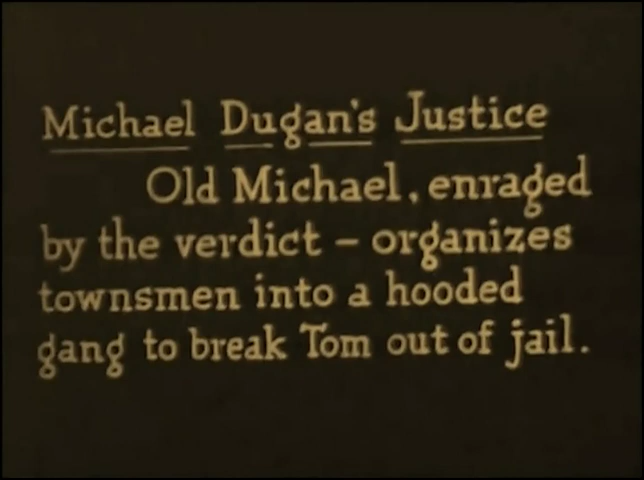 Michael Dugan's Justice
Old Michael, enraged
by the verdict – organizes
townsmen into a hooded
gang to break Tom out of jail.